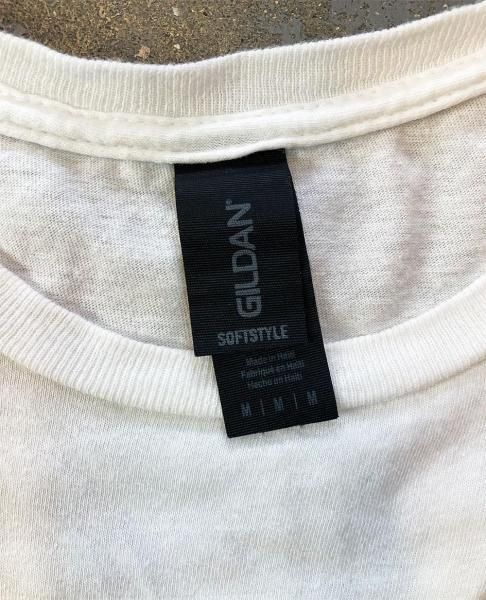 GILDAN®
SOFTSTYLE
Made in Haiti
Fabriqué en Haïti
Hecho en Haití
M | M | M